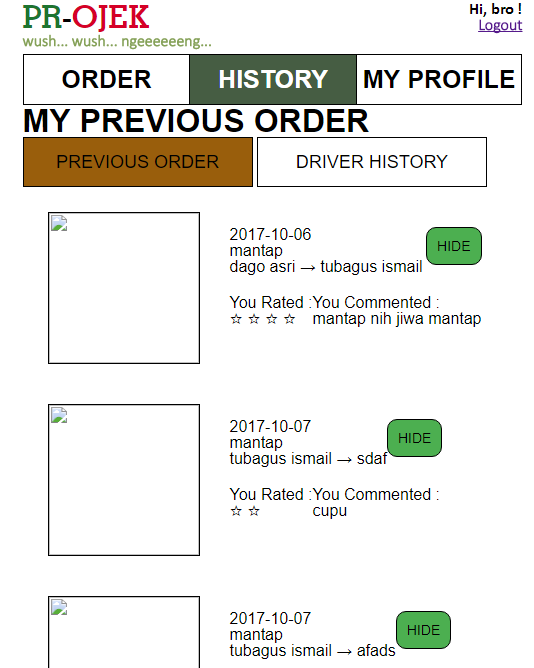 PR-OJEK
wush... wush... ngeeeeeeng...
Hi, bro !
Logout
ORDER HISTORY MY PROFILE
MY PREVIOUS ORDER
PREVIOUS ORDER DRIVER HISTORY
2017-10-06
mantap
dago asri → tubagus ismail
HIDE
You Rated :You Commented :
☆ ☆ ☆ ☆ mantap nih jiwa mantap
2017-10-07
mantap
tubagus ismail → sdaf
HIDE
You Rated :You Commented :
☆ ☆ cupu
2017-10-07
mantap
tubagus ismail → afads
HIDE